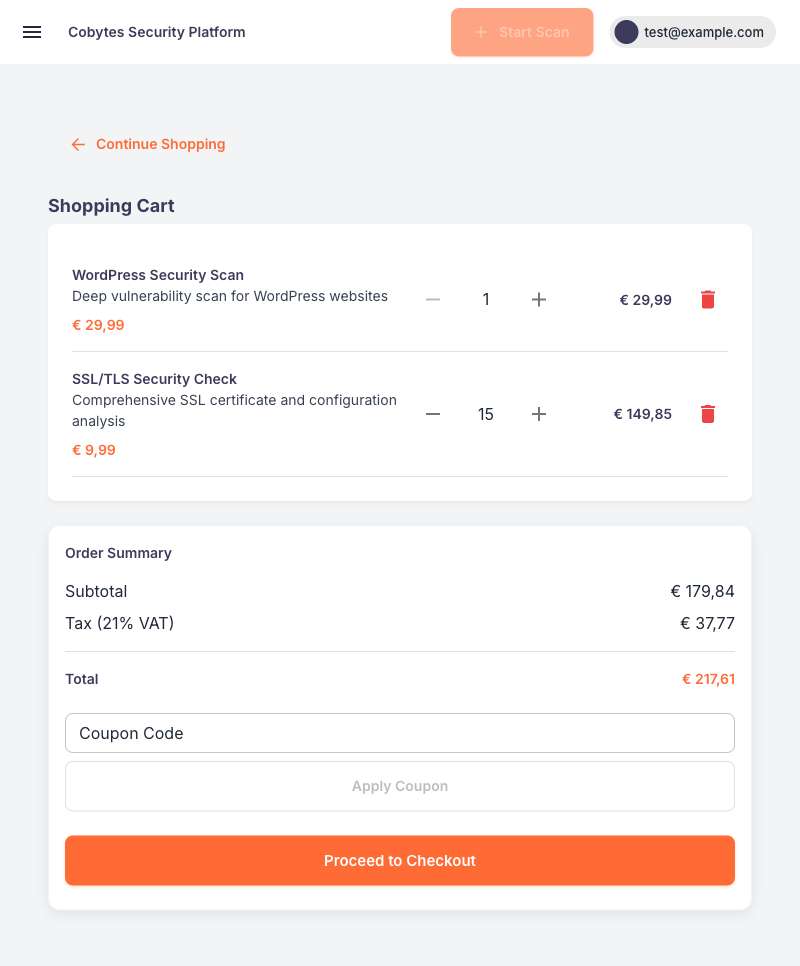 Cobytes Security Platform
Start Scan
test@example.com
Continue Shopping
Shopping Cart
WordPress Security Scan
Deep vulnerability scan for WordPress websites
€ 29,99
1
€ 29,99
SSL/TLS Security Check
Comprehensive SSL certificate and configuration
analysis
€ 9,99
15
€ 149,85
Order Summary
Subtotal € 179,84
Tax (21% VAT) € 37,77
Total € 217,61
Coupon Code
Apply Coupon
Proceed to Checkout